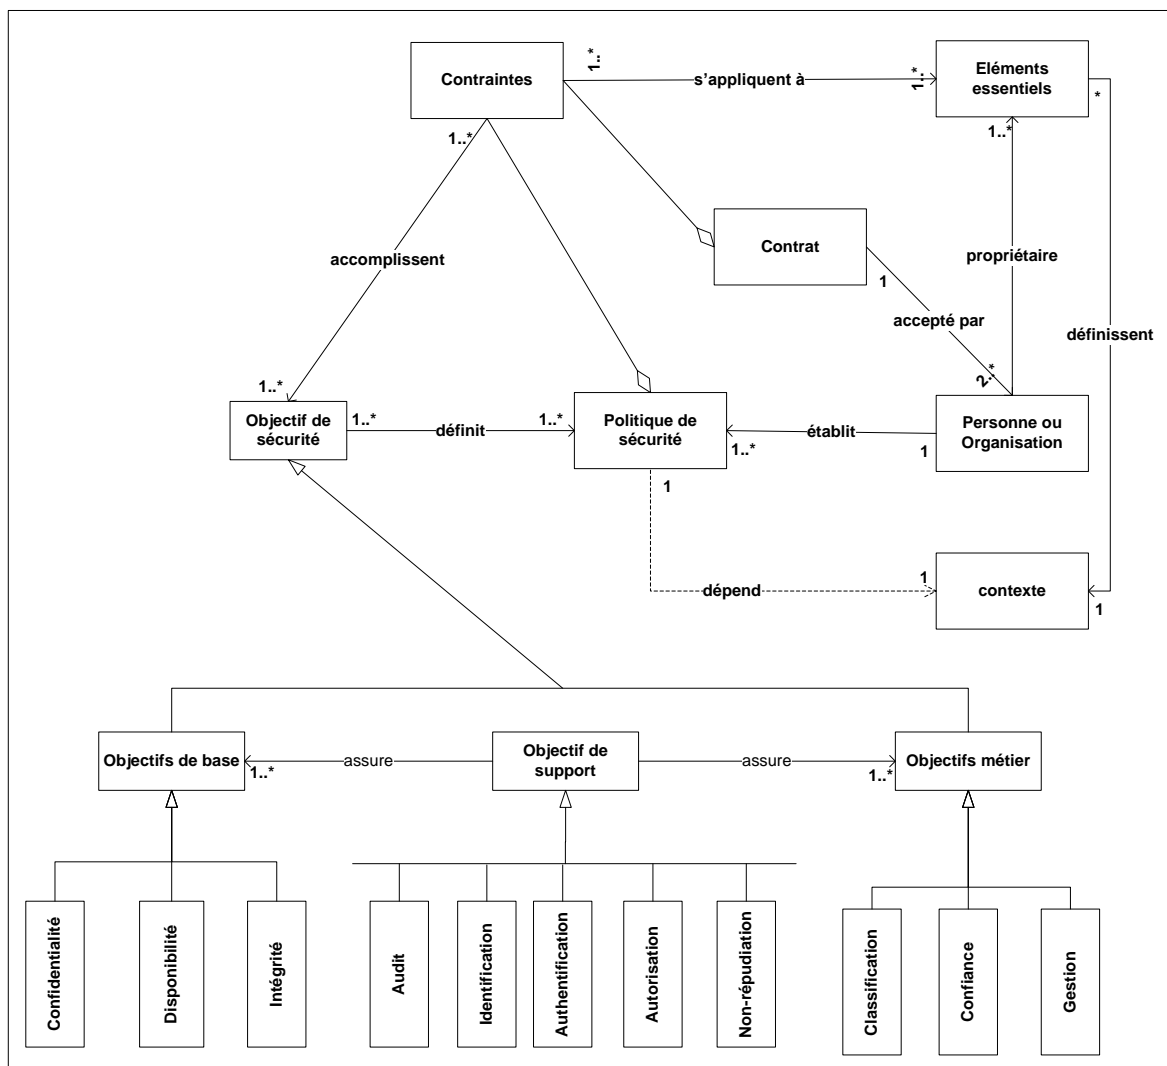 Contraintes
1..*
s'appliquent à
1..*
Eléments
essentiels
*
1..*
1..*
Contrat
1
accomplissent
propriétaire
accepté par
définissent
2..*
1..*
Objectif de
sécurité
1..*
définit
1..*
Politique de
sécurité
1..*
établit
1
Personne ou
Organisation
1
dépend
1
contexte
1
Objectifs de base
1..*
assure
Objectif de
support
assure
1..*
Objectifs métier
Confidentialité
Disponibilité
Intégrité
Audit
Identification
Authentification
Autorisation
Non-répudiation
Classification
Confiance
Gestion